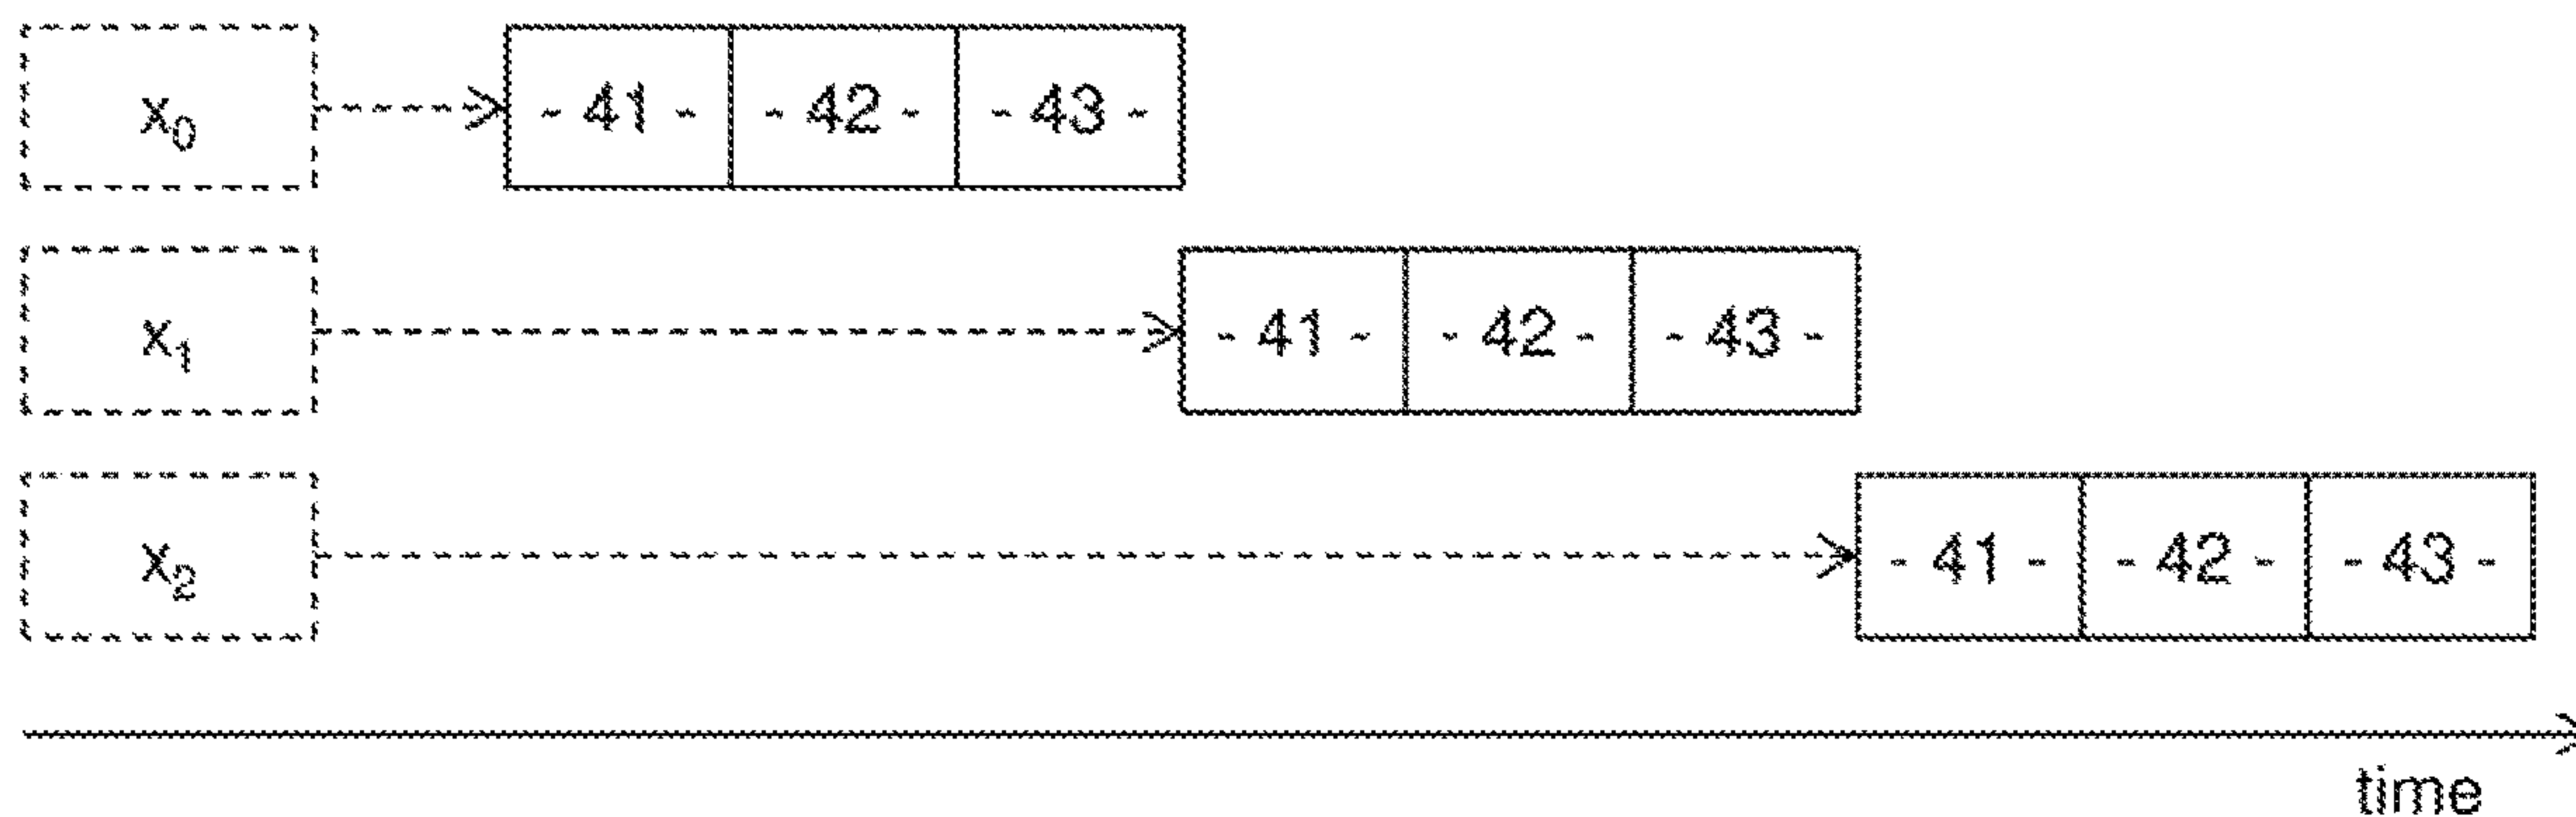 x₀ - 41 - - 42 - - 43 -
x₁ - 41 - - 42 - - 43 -
x₂ - 41 - - 42 - - 43 -
time